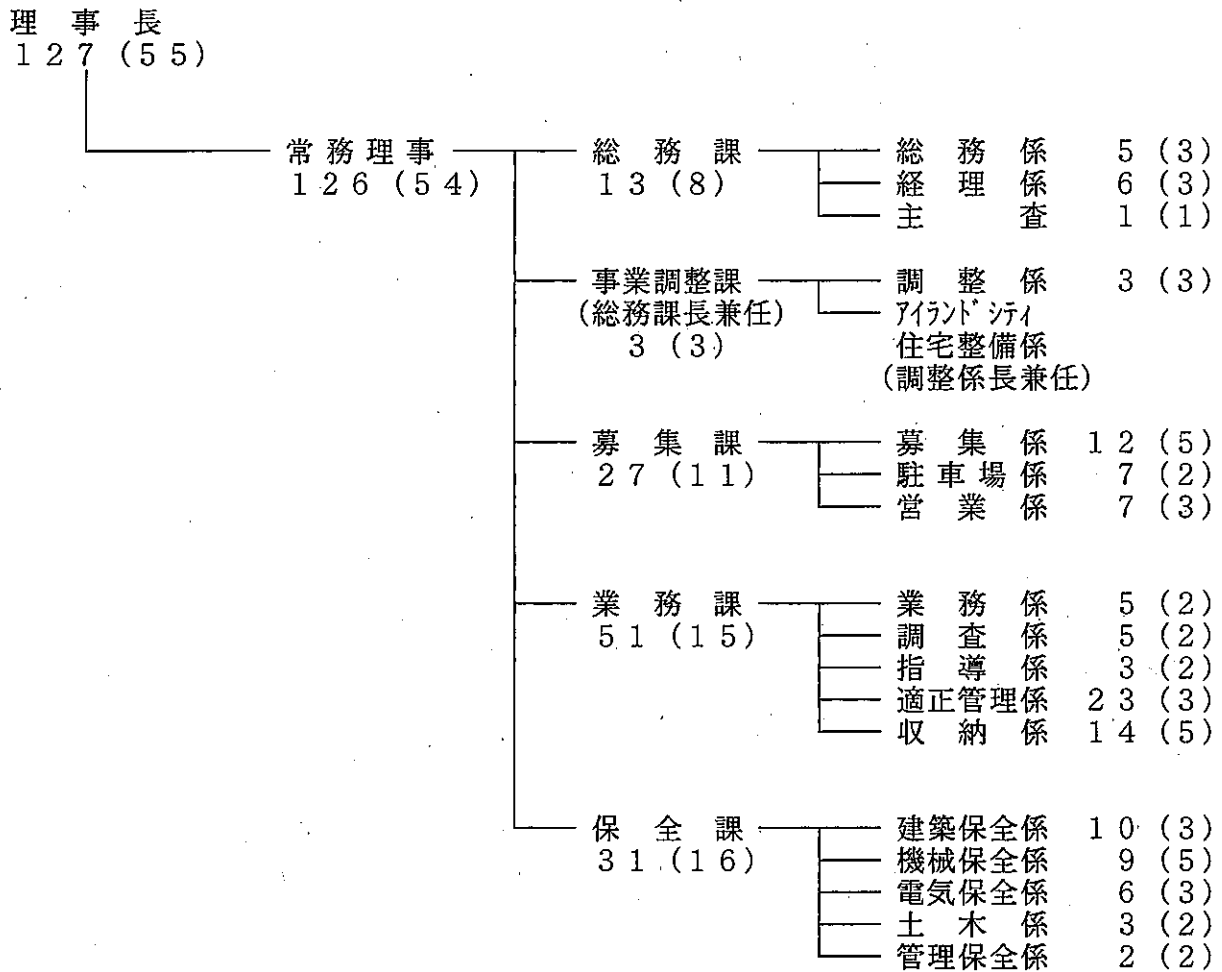 理事長
127 (55)
常務理事
126 (54)
総務課
13 (8)
総務係 5 (3)
経理係 6 (3)
主査 1 (1)
事業調整課
(総務課長兼任)
3 (3)
調整係 3 (3)
ｱｲﾗﾝﾄﾞｼﾃｨ
住宅整備係
(調整係長兼任)
募集課
27 (11)
募集係 12 (5)
駐車場係 7 (2)
営業係 7 (3)
業務課
51 (15)
業務係 5 (2)
調査係 5 (2)
指導係 3 (2)
適正管理係 23 (3)
収納係 14 (5)
保全課
31 (16)
建築保全係 10 (3)
機械保全係 9 (5)
電気保全係 6 (3)
土木係 3 (2)
管理保全係 2 (2)